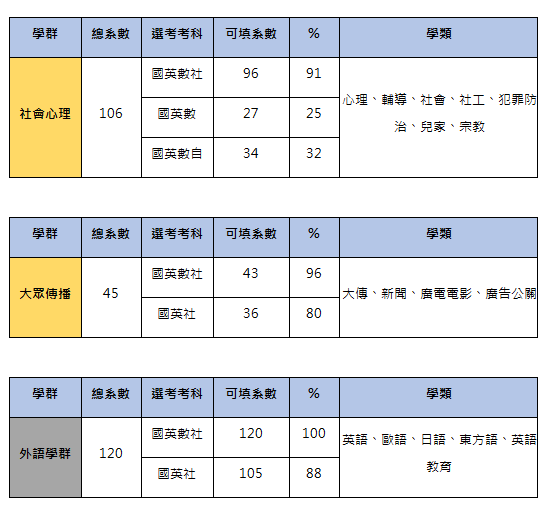 學群 總系數 選考考科 可填系數 % 學類
社會心理 106 國英數社 96 91 心理、輔導、社會、社工、犯罪防治、兒家、宗教
國英數 27 25
國英數自 34 32
學群 總系數 選考考科 可填系數 % 學類
大眾傳播 45 國英數社 43 96 大傳、新聞、廣電電影、廣告公關
國英社 36 80
學群 總系數 選考考科 可填系數 % 學類
外語學群 120 國英數社 120 100 英語、歐語、日語、東方語、英語教育
國英社 105 88